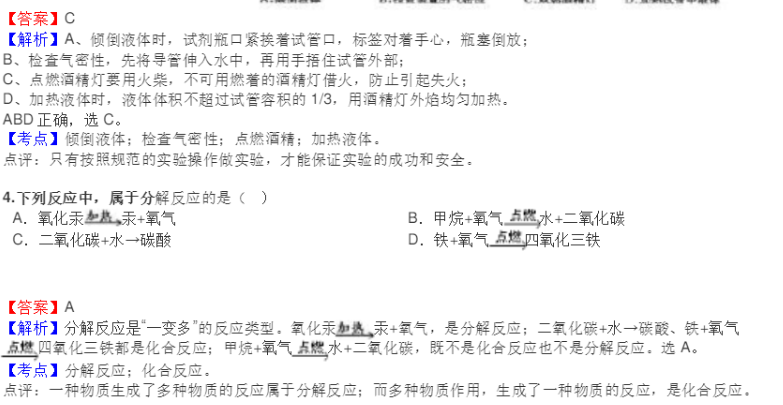 【答案】C
【解析】A、倾倒液体时，试剂瓶口紧挨着试管口，标签对着手心，瓶塞倒放；
B、检查气密性，先将导管伸入水中，再用手捂住试管外部；
C、点燃酒精灯要用火柴，不可用燃着的酒精灯借火，防止引起失火；
D、加热液体时，液体体积不超过试管容积的 1/3，用酒精灯外焰均匀加热。
ABD 正确，选 C。
【考点】倾倒液体；检查气密性；点燃酒精；加热液体。
点评：只有按照规范的实验操作做实验，才能保证实验的成功和安全。
4.下列反应中，属于分解反应的是（ ）
A．氧化汞加热汞+氧气 B．甲烷+氧气点燃水+二氧化碳
C．二氧化碳+水→碳酸 D．铁+氧气点燃四氧化三铁
【答案】A
【解析】分解反应是“一变多”的反应类型。氧化汞加热汞+氧气，是分解反应；二氧化碳+水→碳酸、铁+氧气
点燃四氧化三铁都是化合反应；甲烷+氧气点燃水+二氧化碳，既不是化合反应也不是分解反应。选 A。
【考点】分解反应；化合反应。
点评：一种物质生成了多种物质的反应属于分解反应；而多种物质作用，生成了一种物质的反应，是化合反应。